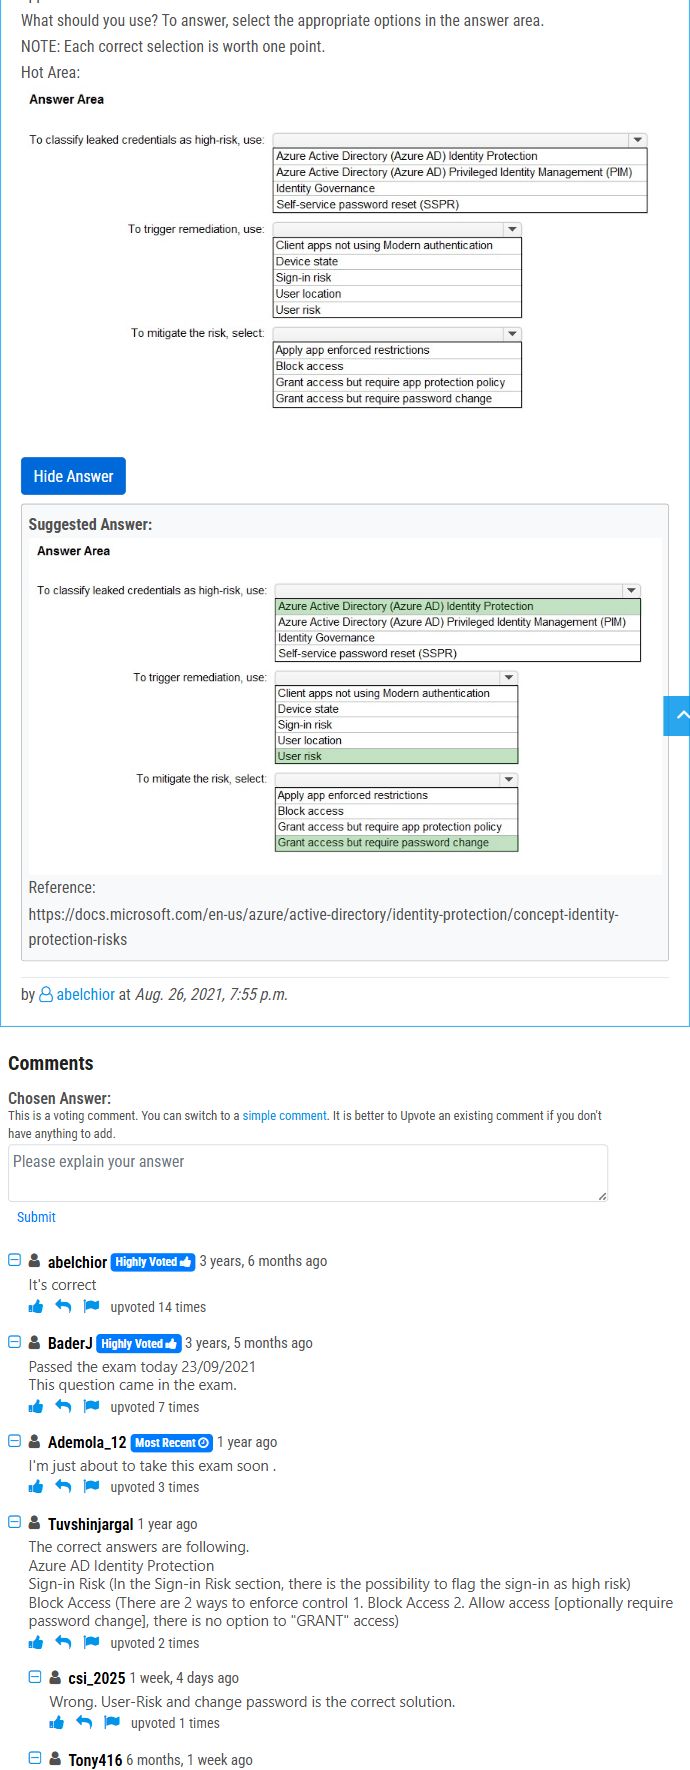 What should you use? To answer, select the appropriate options in the answer area.
NOTE: Each correct selection is worth one point.
Hot Area:
Answer Area
To classify leaked credentials as high-risk, use:
Azure Active Directory (Azure AD) Identity Protection
Azure Active Directory (Azure AD) Privileged Identity Management (PIM)
Identity Governance
Self-service password reset (SSPR)
To trigger remediation, use:
Client apps not using Modern authentication
Device state
Sign-in risk
User location
User risk
To mitigate the risk, select:
Apply app enforced restrictions
Block access
Grant access but require app protection policy
Grant access but require password change
Hide Answer
Suggested Answer:
Answer Area
To classify leaked credentials as high-risk, use:
Azure Active Directory (Azure AD) Identity Protection
Azure Active Directory (Azure AD) Privileged Identity Management (PIM)
Identity Governance
Self-service password reset (SSPR)
To trigger remediation, use:
Client apps not using Modern authentication
Device state
Sign-in risk
User location
User risk
To mitigate the risk, select:
Apply app enforced restrictions
Block access
Grant access but require app protection policy
Grant access but require password change
Reference:
https://docs.microsoft.com/en-us/azure/active-directory/identity-protection/concept-identity-
protection-risks
by abelchior at Aug. 26, 2021, 7:55 p.m.
Comments
Chosen Answer:
This is a voting comment. You can switch to a simple comment. It is better to Upvote an existing comment if you don't
have anything to add.
Please explain your answer
Submit
abelchior Highly Voted 3 years, 6 months ago
It's correct
upvoted 14 times
BaderJ Highly Voted 3 years, 5 months ago
Passed the exam today 23/09/2021
This question came in the exam.
upvoted 7 times
Ademola_12 Most Recent 1 year ago
I'm just about to take this exam soon .
upvoted 3 times
Tuvshinjargal 1 year ago
The correct answers are following.
Azure AD Identity Protection
Sign-in Risk (In the Sign-in Risk section, there is the possibility to flag the sign-in as high risk)
Block Access (There are 2 ways to enforce control 1. Block Access 2. Allow access [optionally require
password change], there is no option to "GRANT" access)
upvoted 2 times
csi_2025 1 week, 4 days ago
Wrong. User-Risk and change password is the correct solution.
upvoted 1 times
Tony416 6 months, 1 week ago